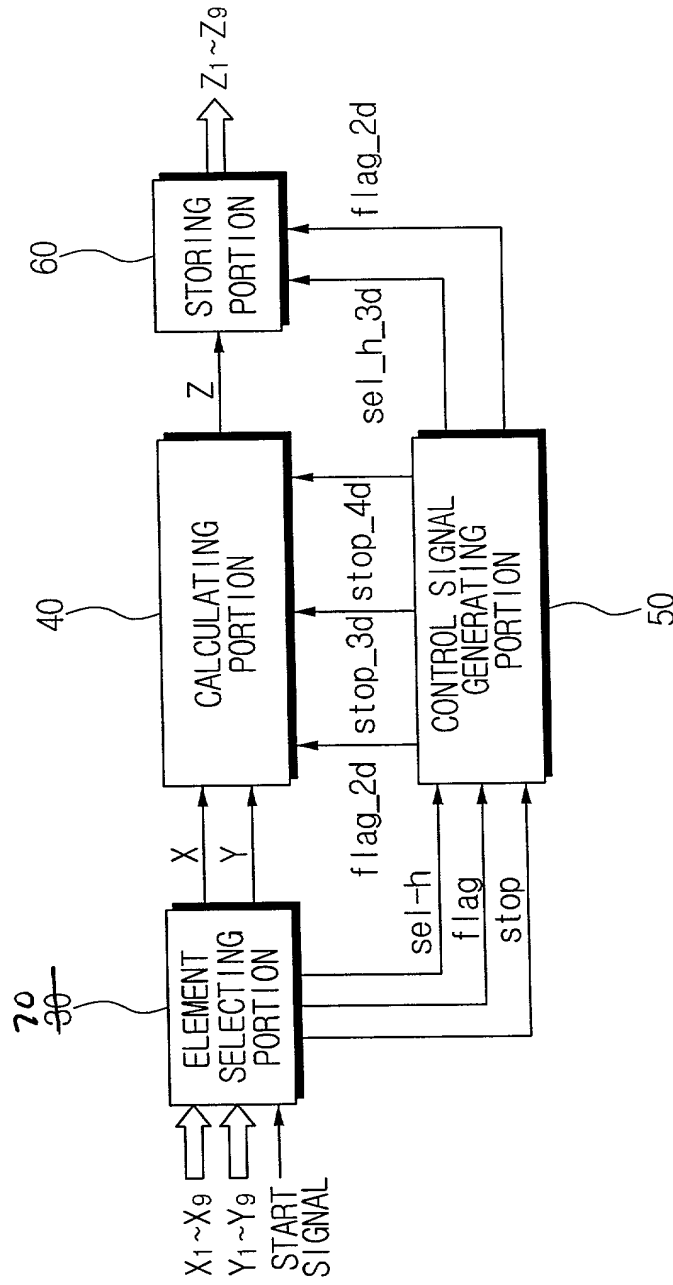 X1~X9
Y1~Y9
START
SIGNAL
70
30
ELEMENT
SELECTING
PORTION
X
Y
sel-h
flag
stop
40
CALCULATING
PORTION
flag_2d
stop_3d
stop_4d
CONTROL SIGNAL
GENERATING
PORTION
50
Z
60
STORING
PORTION
sel_h_3d
flag_2d
Z1~Z9